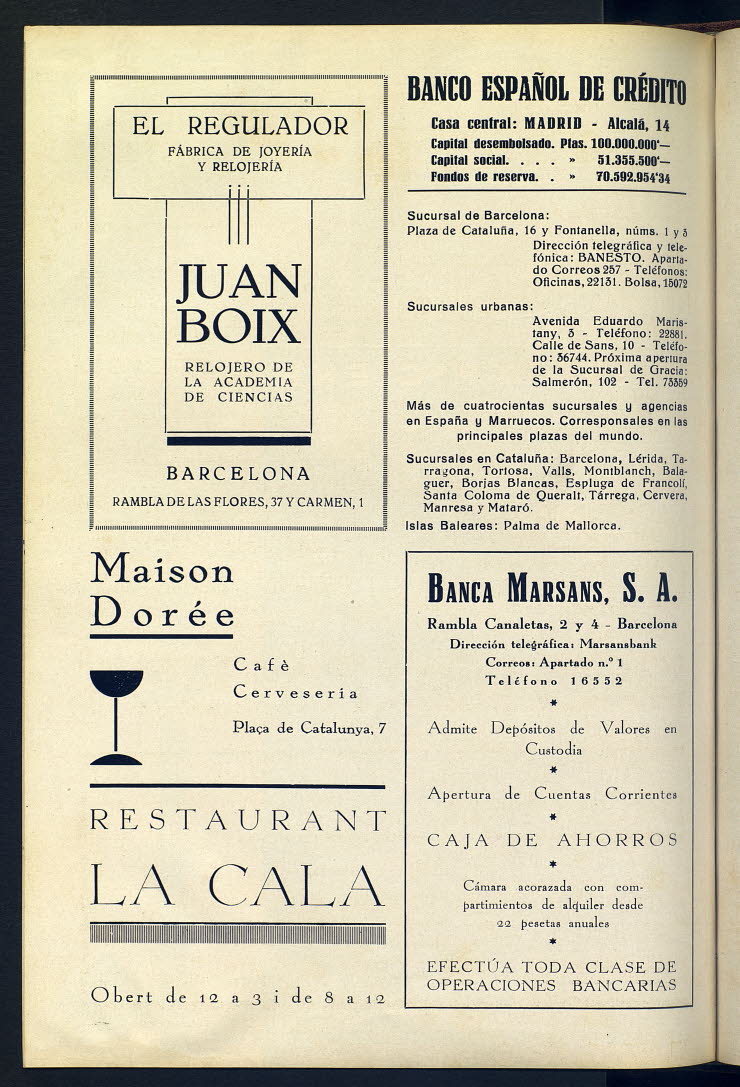 EL REGULADOR
FÁBRICA DE JOYERÍA
Y RELOJERÍA
JUAN
BOIX
RELOJERO DE
LA ACADEMIA
DE CIENCIAS
BARCELONA
RAMBLA DE LAS FLORES, 37 Y CARMEN, 1
Maison
Dorée
Cafè
Cerveseria
Plaça de Catalunya, 7
RESTAURANT
LA CALA
Obert de 12 a 3 i de 8 a 12
BANCO ESPAÑOL DE CRÉDITO
Casa central: MADRID - Alcalá, 14
Capital desembolsado. Ptas. 100.000.000'—
Capital social. . . . » 51.355.500'—
Fondos de reserva. . » 70.592.954'34
Sucursal de Barcelona:
Plaza de Cataluña, 16 y Fontanella, núms. 1 y 3
Dirección telegráfica y tele-
fónica: BANESTO. Aparta-
do Correos 257 - Teléfonos:
Oficinas, 22131. Bolsa, 15072
Sucursales urbanas:
Avenida Eduardo Maris-
tany, 3 - Teléfono: 22881.
Calle de Sans, 10 - Teléfo-
no: 36744. Próxima apertura
de la Sucursal de Gracia:
Salmerón, 102 - Tel. 73359
Más de cuatrocientas sucursales y agencias
en España y Marruecos. Corresponsales en las
principales plazas del mundo.
Sucursales en Cataluña: Barcelona, Lérida, Ta-
rragona, Tortosa, Valls, Montblanch, Bala-
guer, Borjas Blancas, Espluga de Francolí,
Santa Coloma de Queralt, Tárrega, Cervera,
Manresa y Mataró.
Islas Baleares: Palma de Mallorca.
BANCA MARSANS, S. A.
Rambla Canaletas, 2 y 4 - Barcelona
Dirección telegráfica: Marsansbank
Correos: Apartado n.º 1
Teléfono 16552
*
Admite Depósitos de Valores en
Custodia
*
Apertura de Cuentas Corrientes
*
CAJA DE AHORROS
*
Cámara acorazada con com-
partimientos de alquiler desde
22 pesetas anuales
*
EFECTÚA TODA CLASE DE
OPERACIONES BANCARIAS